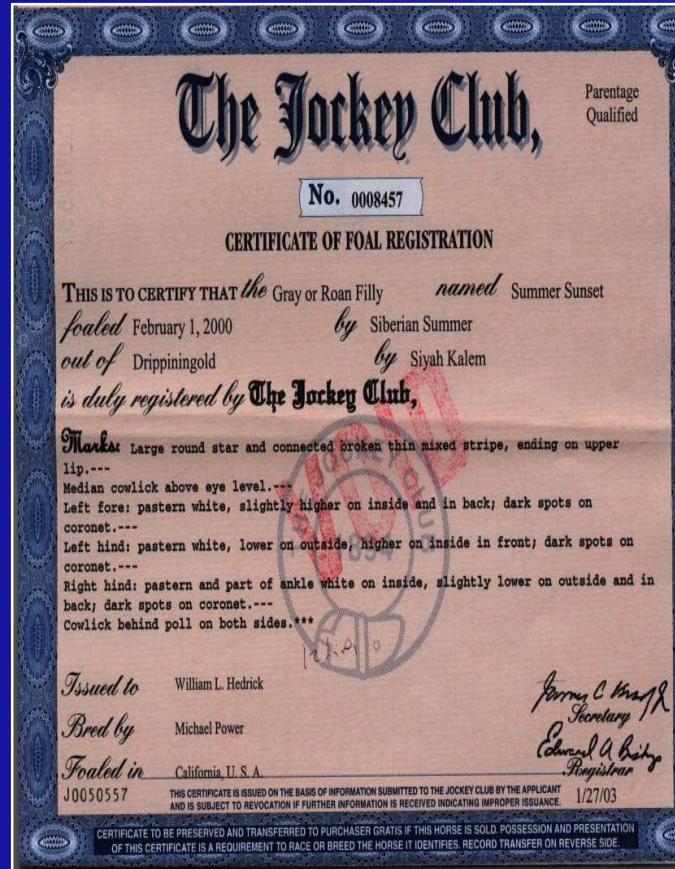 The Jockey Club,
Parentage
Qualified
No. 0008457
CERTIFICATE OF FOAL REGISTRATION
THIS IS TO CERTIFY THAT the Gray or Roan Filly named Summer Sunset
foaled February 1, 2000 by Siberian Summer
out of Drippiningold by Siyah Kalem
is duly registered by The Jockey Club,
Marks: Large round star and connected broken thin mixed stripe, ending on upper
lip.---
Median cowlick above eye level.---
Left fore: pastern white, slightly higher on inside and in back; dark spots on
coronet.---
Left hind: pastern white, lower on outside, higher on inside in front; dark spots on
coronet.---
Right hind: pastern and part of ankle white on inside, slightly lower on outside and in
back; dark spots on coronet.---
Cowlick behind poll on both sides.***
VOID
THE JOCKEY CLUB
1894
Issued to William L. Hedrick
Secretary
Bred by Michael Power
Registrar
Foaled in California, U. S. A.
J0050557
THIS CERTIFICATE IS ISSUED ON THE BASIS OF INFORMATION SUBMITTED TO THE JOCKEY CLUB BY THE APPLICANT
AND IS SUBJECT TO REVOCATION IF FURTHER INFORMATION IS RECEIVED INDICATING IMPROPER ISSUANCE.
1/27/03
CERTIFICATE TO BE PRESERVED AND TRANSFERRED TO PURCHASER GRATIS IF THIS HORSE IS SOLD. POSSESSION AND PRESENTATION
OF THIS CERTIFICATE IS A REQUIREMENT TO RACE OR BREED THE HORSE IT IDENTIFIES. RECORD TRANSFER ON REVERSE SIDE.